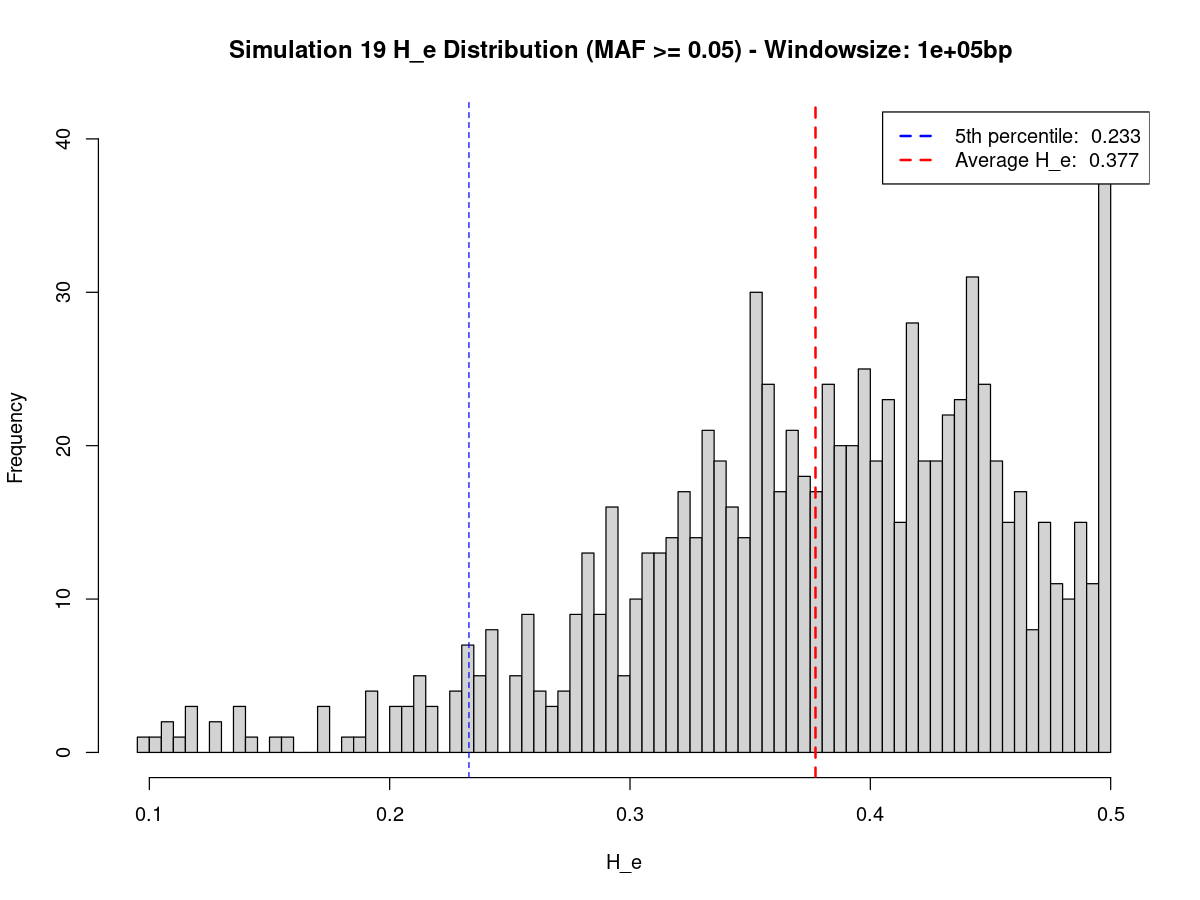 Simulation 19 H_e Distribution (MAF >= 0.05) - Windowsize: 1e+05bp
5th percentile: 0.233
Average H_e: 0.377
Frequency
40
30
20
10
0
0.1 0.2 0.3 0.4 0.5
H_e